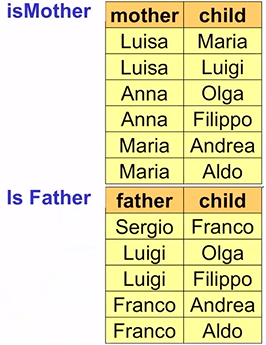 isMother
mother child
Luisa Maria
Luisa Luigi
Anna Olga
Anna Filippo
Maria Andrea
Maria Aldo
Is Father
father child
Sergio Franco
Luigi Olga
Luigi Filippo
Franco Andrea
Franco Aldo